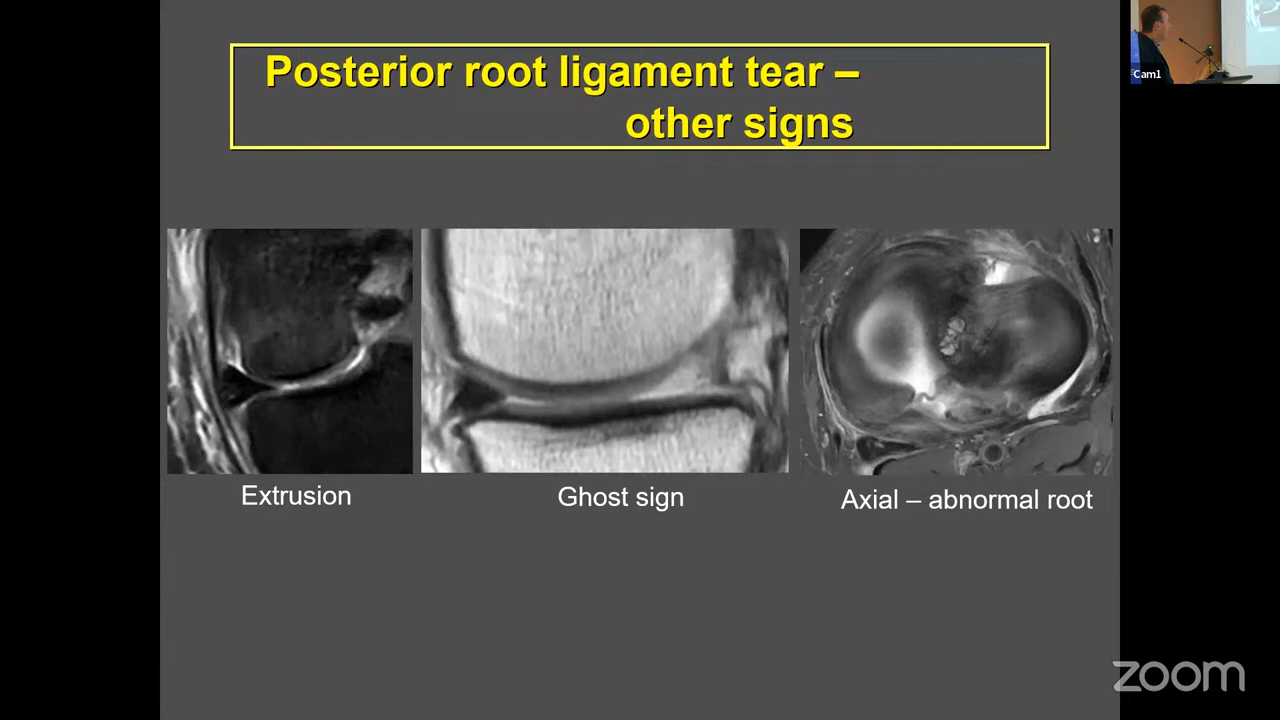 Posterior root ligament tear –
other signs
Cam1
Extrusion
Ghost sign
Axial – abnormal root
zoom